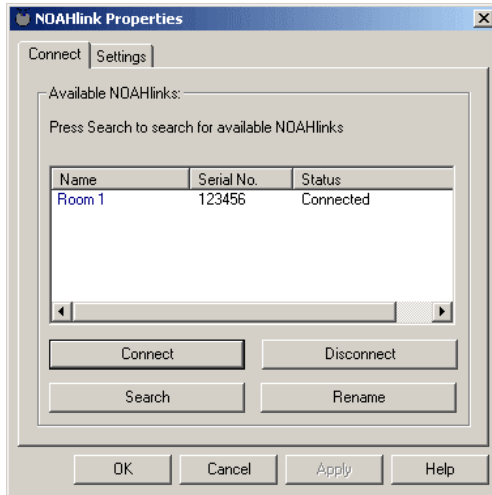 NOAHlink Properties
Connect Settings
Available NOAHlinks:
Press Search to search for available NOAHlinks
Name Serial No. Status
Room 1 123456 Connected
Connect Disconnect
Search Rename
OK Cancel Apply Help